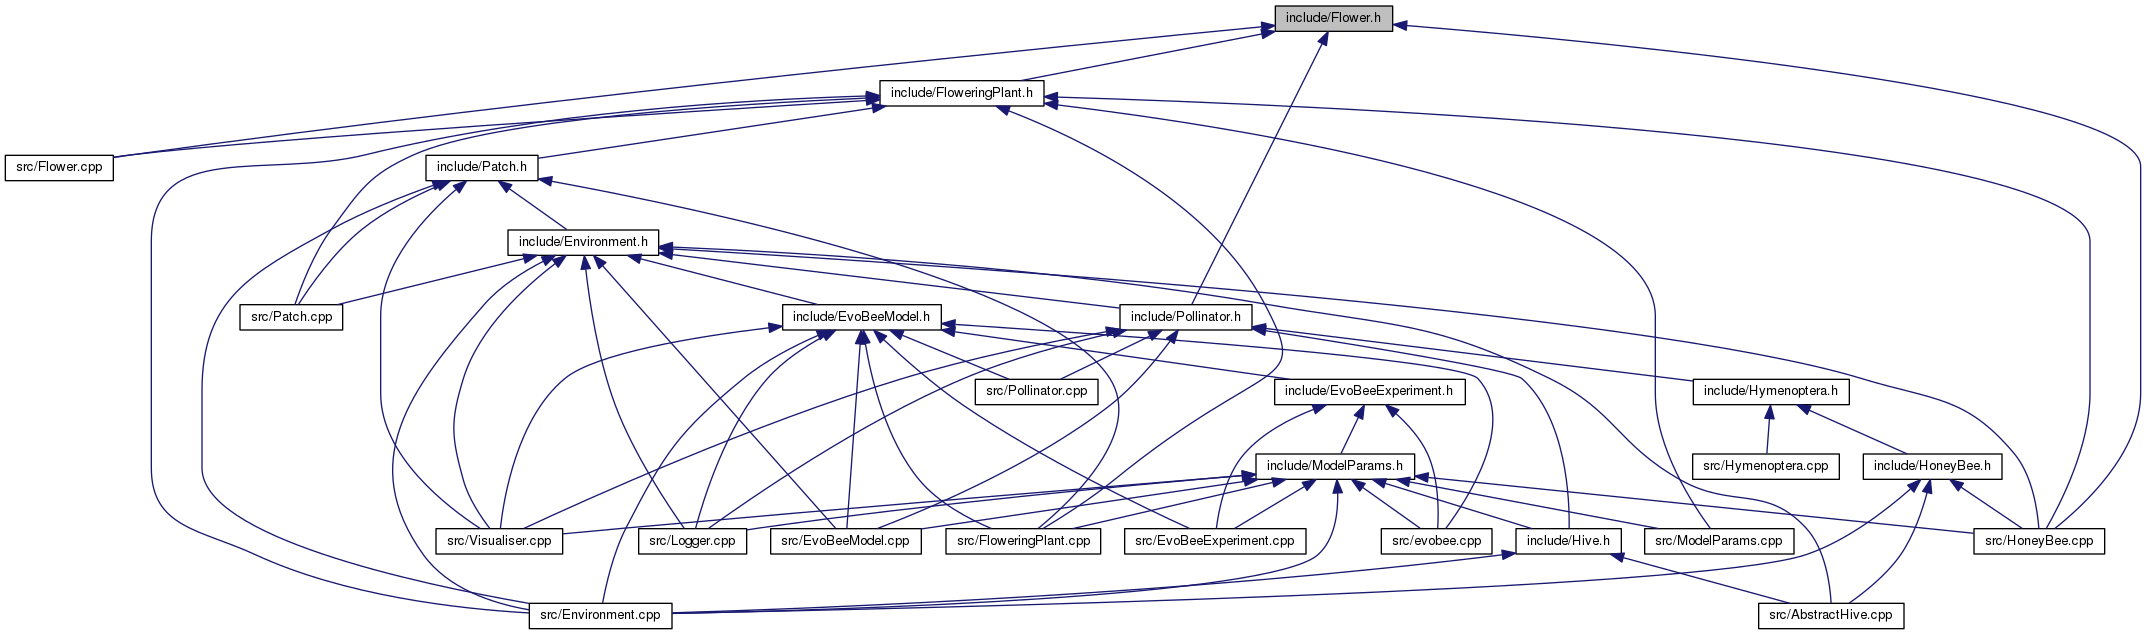 include/Flower.h
include/FloweringPlant.h
src/Flower.cpp
include/Patch.h
include/Environment.h
src/Patch.cpp
include/EvoBeeModel.h
include/Pollinator.h
src/Pollinator.cpp
include/EvoBeeExperiment.h
include/Hymenoptera.h
include/ModelParams.h
src/Hymenoptera.cpp
include/HoneyBee.h
src/Visualiser.cpp
src/Logger.cpp
src/EvoBeeModel.cpp
src/FloweringPlant.cpp
src/EvoBeeExperiment.cpp
src/evobee.cpp
include/Hive.h
src/ModelParams.cpp
src/HoneyBee.cpp
src/Environment.cpp
src/AbstractHive.cpp